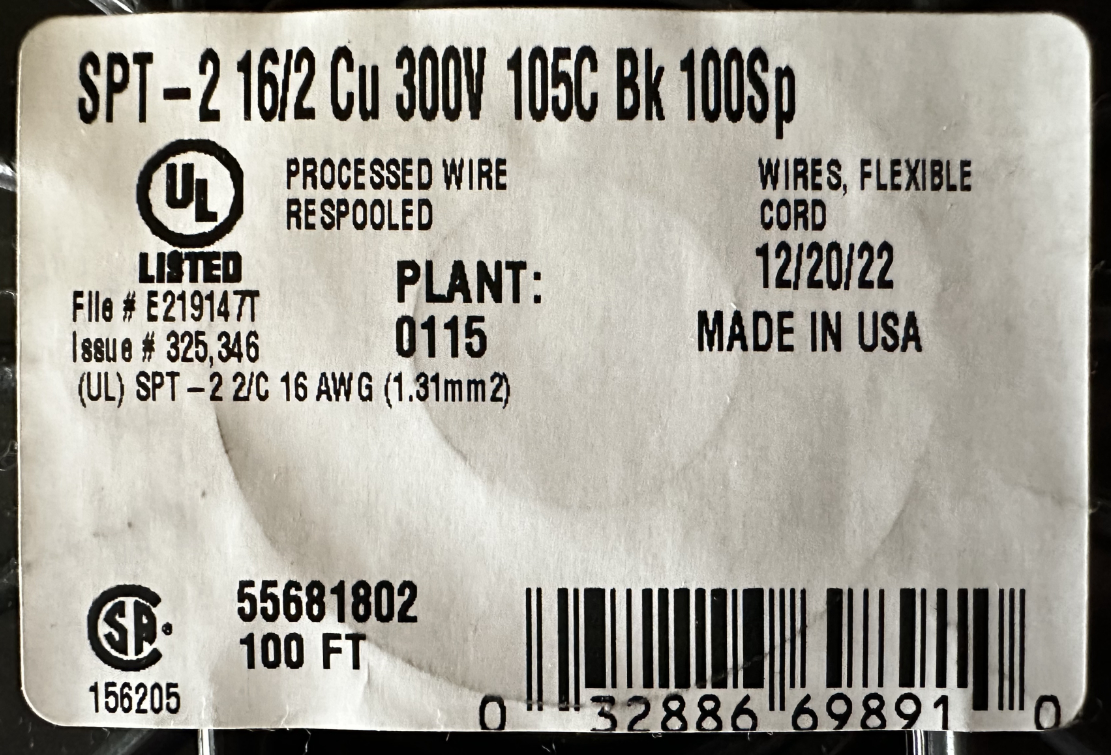 SPT-2 16/2 Cu 300V 105C Bk 100Sp
UL
LISTED
PROCESSED WIRE
RESPOOLED
WIRES, FLEXIBLE
CORD
12/20/22
PLANT:
0115
MADE IN USA
File # E219147T
Issue # 325,346
(UL) SPT-2 2/C 16 AWG (1.31mm2)
SA
156205
55681802
100 FT
0 32886 69891 0